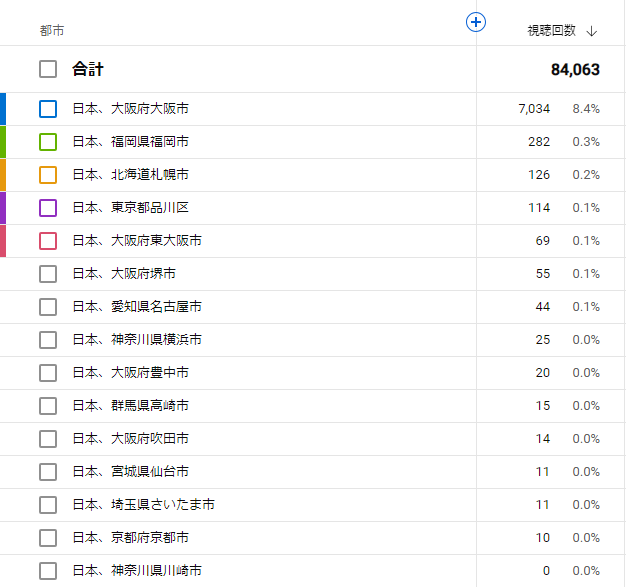 都市 視聴回数 ↓
合計 84,063
日本、大阪府大阪市 7,034 8.4%
日本、福岡県福岡市 282 0.3%
日本、北海道札幌市 126 0.2%
日本、東京都品川区 114 0.1%
日本、大阪府東大阪市 69 0.1%
日本、大阪府堺市 55 0.1%
日本、愛知県名古屋市 44 0.1%
日本、神奈川県横浜市 25 0.0%
日本、大阪府豊中市 20 0.0%
日本、群馬県高崎市 15 0.0%
日本、大阪府吹田市 14 0.0%
日本、宮城県仙台市 11 0.0%
日本、埼玉県さいたま市 11 0.0%
日本、京都府京都市 10 0.0%
日本、神奈川県川崎市 0 0.0%